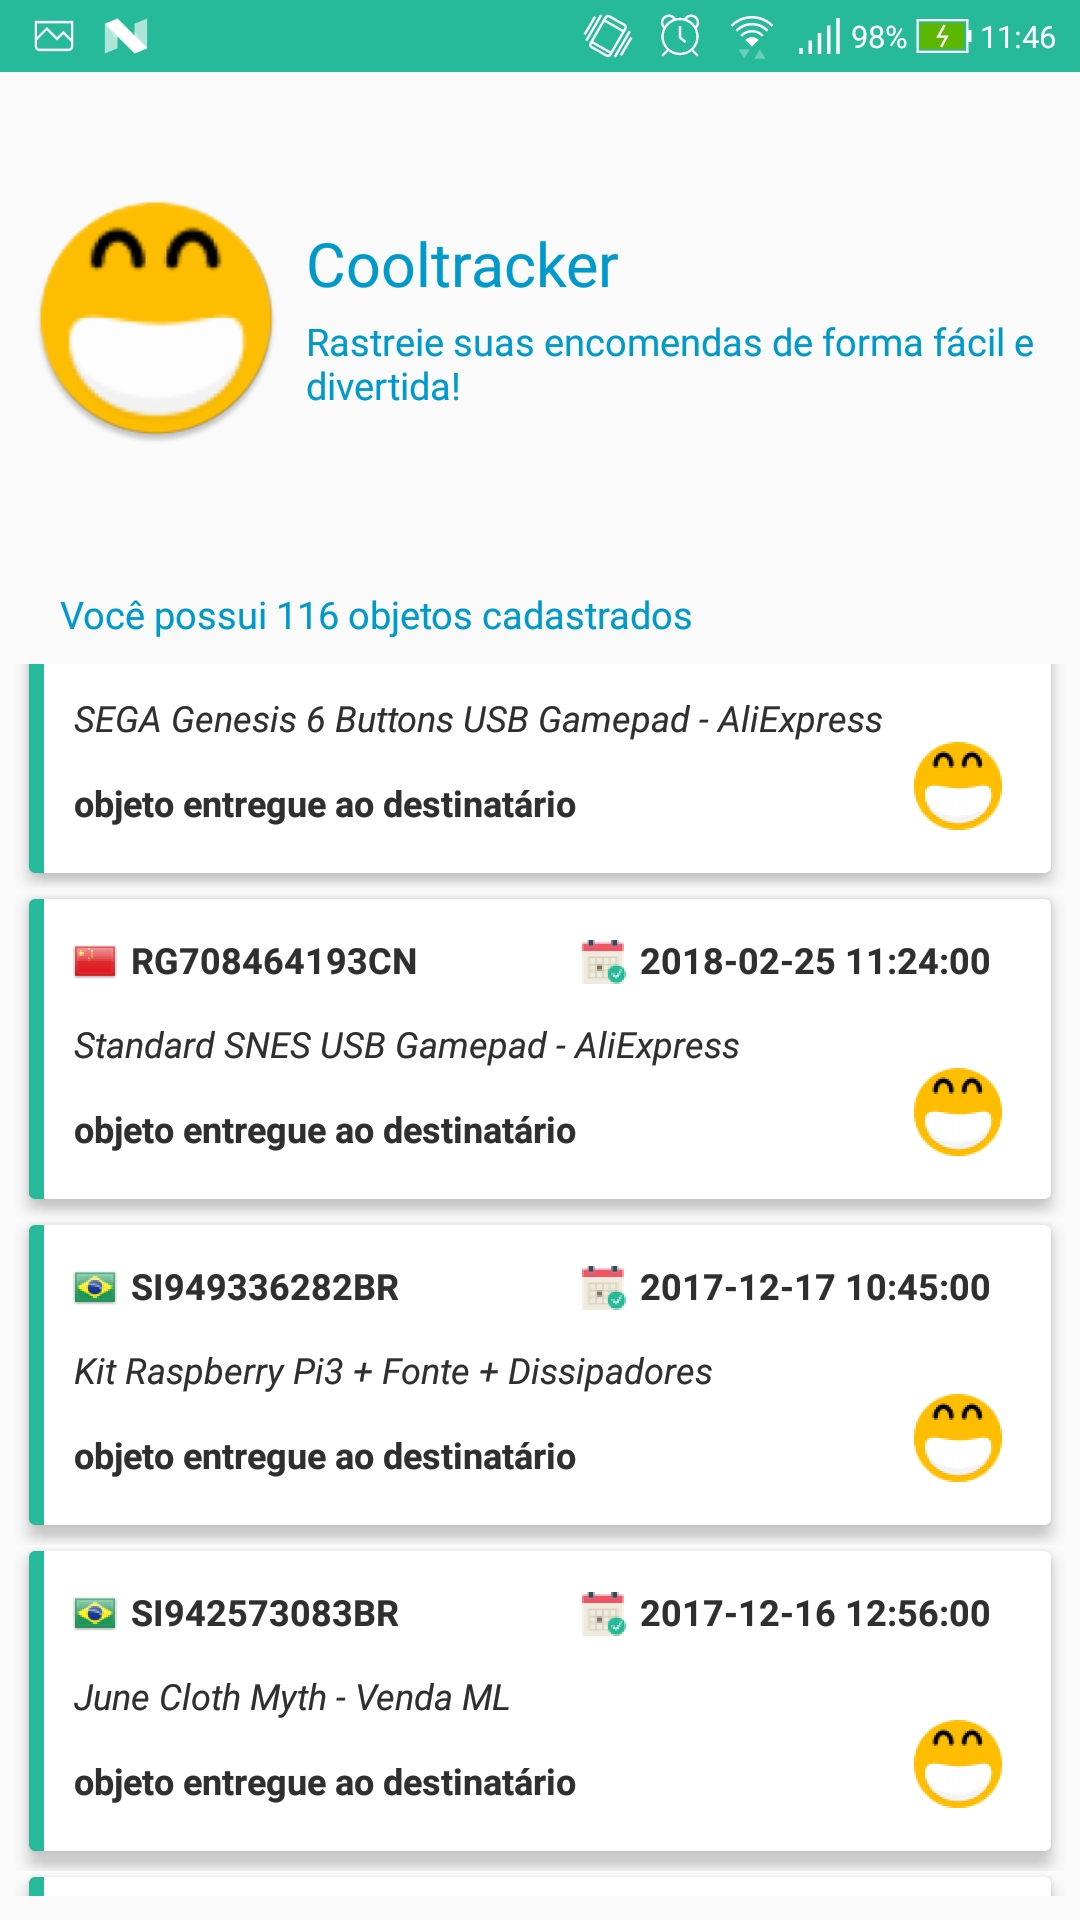 98% 11:46
Cooltracker
Rastreie suas encomendas de forma fácil e
divertida!
Você possui 116 objetos cadastrados
SEGA Genesis 6 Buttons USB Gamepad - AliExpress
objeto entregue ao destinatário
RG708464193CN 2018-02-25 11:24:00
Standard SNES USB Gamepad - AliExpress
objeto entregue ao destinatário
SI949336282BR 2017-12-17 10:45:00
Kit Raspberry Pi3 + Fonte + Dissipadores
objeto entregue ao destinatário
SI942573083BR 2017-12-16 12:56:00
June Cloth Myth - Venda ML
objeto entregue ao destinatário